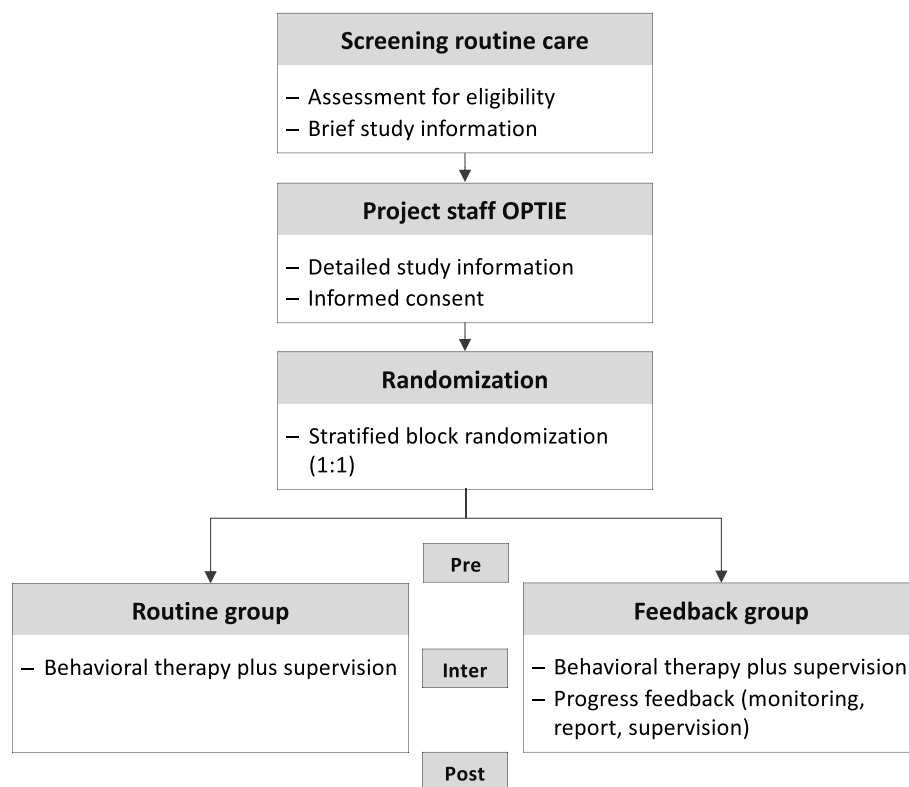 Screening routine care
– Assessment for eligibility
– Brief study information
Project staff OPTIE
– Detailed study information
– Informed consent
Randomization
– Stratified block randomization
(1:1)
Pre
Routine group
– Behavioral therapy plus supervision
Inter
Feedback group
– Behavioral therapy plus supervision
– Progress feedback (monitoring,
report, supervision)
Post